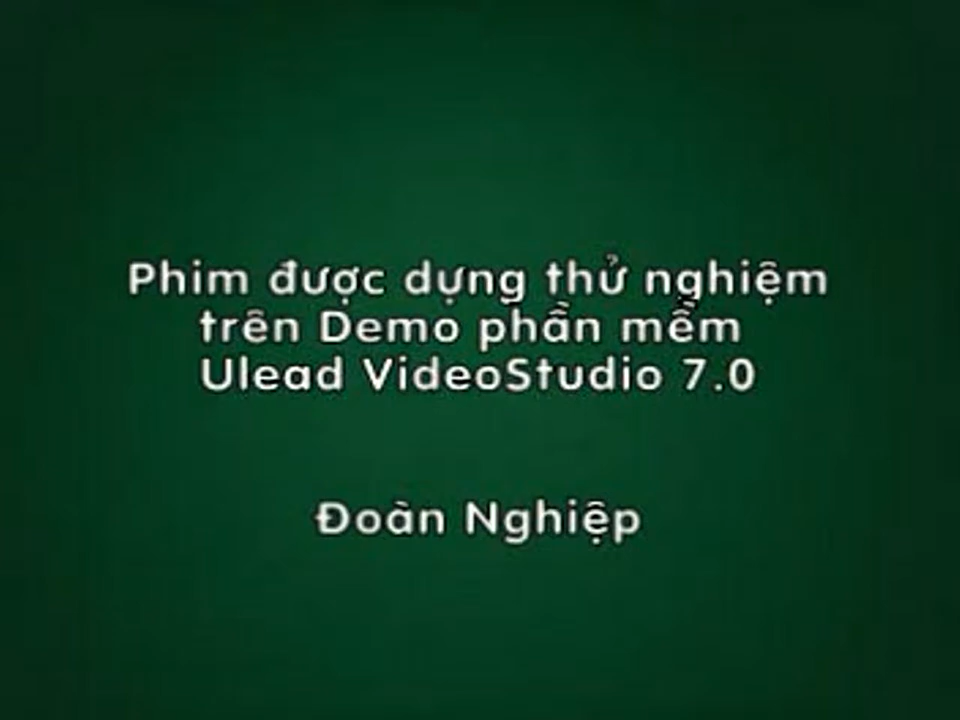 Phim được dựng thử nghiệm
trên Demo phần mềm
Ulead VideoStudio 7.0
Đoàn Nghiệp